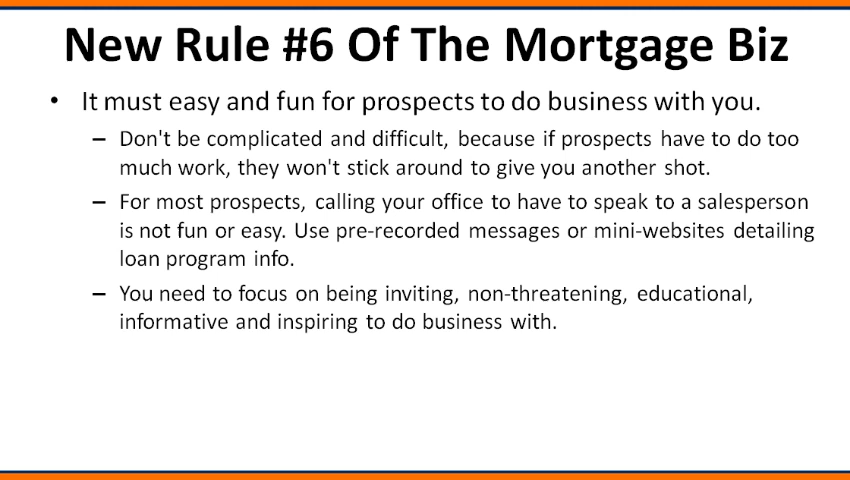 New Rule #6 Of The Mortgage Biz
• It must easy and fun for prospects to do business with you.
– Don't be complicated and difficult, because if prospects have to do too
much work, they won't stick around to give you another shot.
– For most prospects, calling your office to have to speak to a salesperson
is not fun or easy. Use pre-recorded messages or mini-websites detailing
loan program info.
– You need to focus on being inviting, non-threatening, educational,
informative and inspiring to do business with.